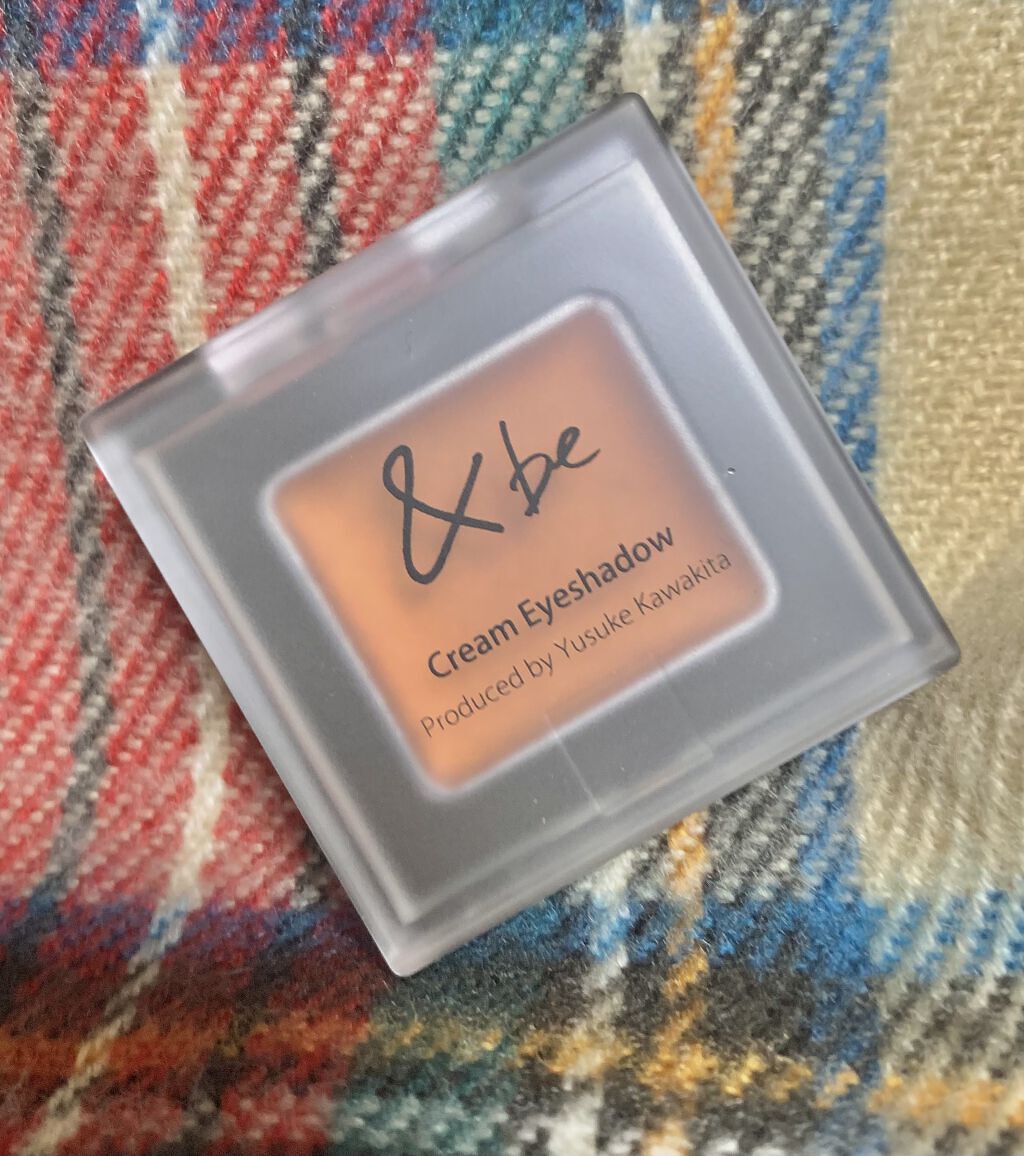 &be
Cream Eyeshadow
Produced by Yusuke Kawakita